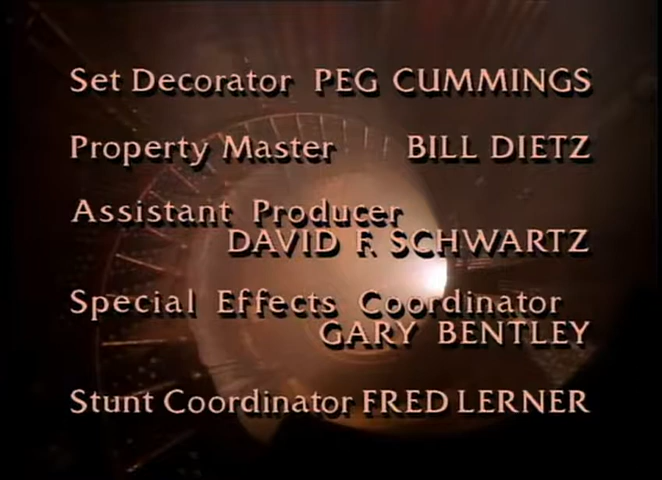 Set Decorator PEG CUMMINGS
Property Master BILL DIETZ
Assistant Producer
DAVID F. SCHWARTZ
Special Effects Coordinator
GARY BENTLEY
Stunt Coordinator FRED LERNER